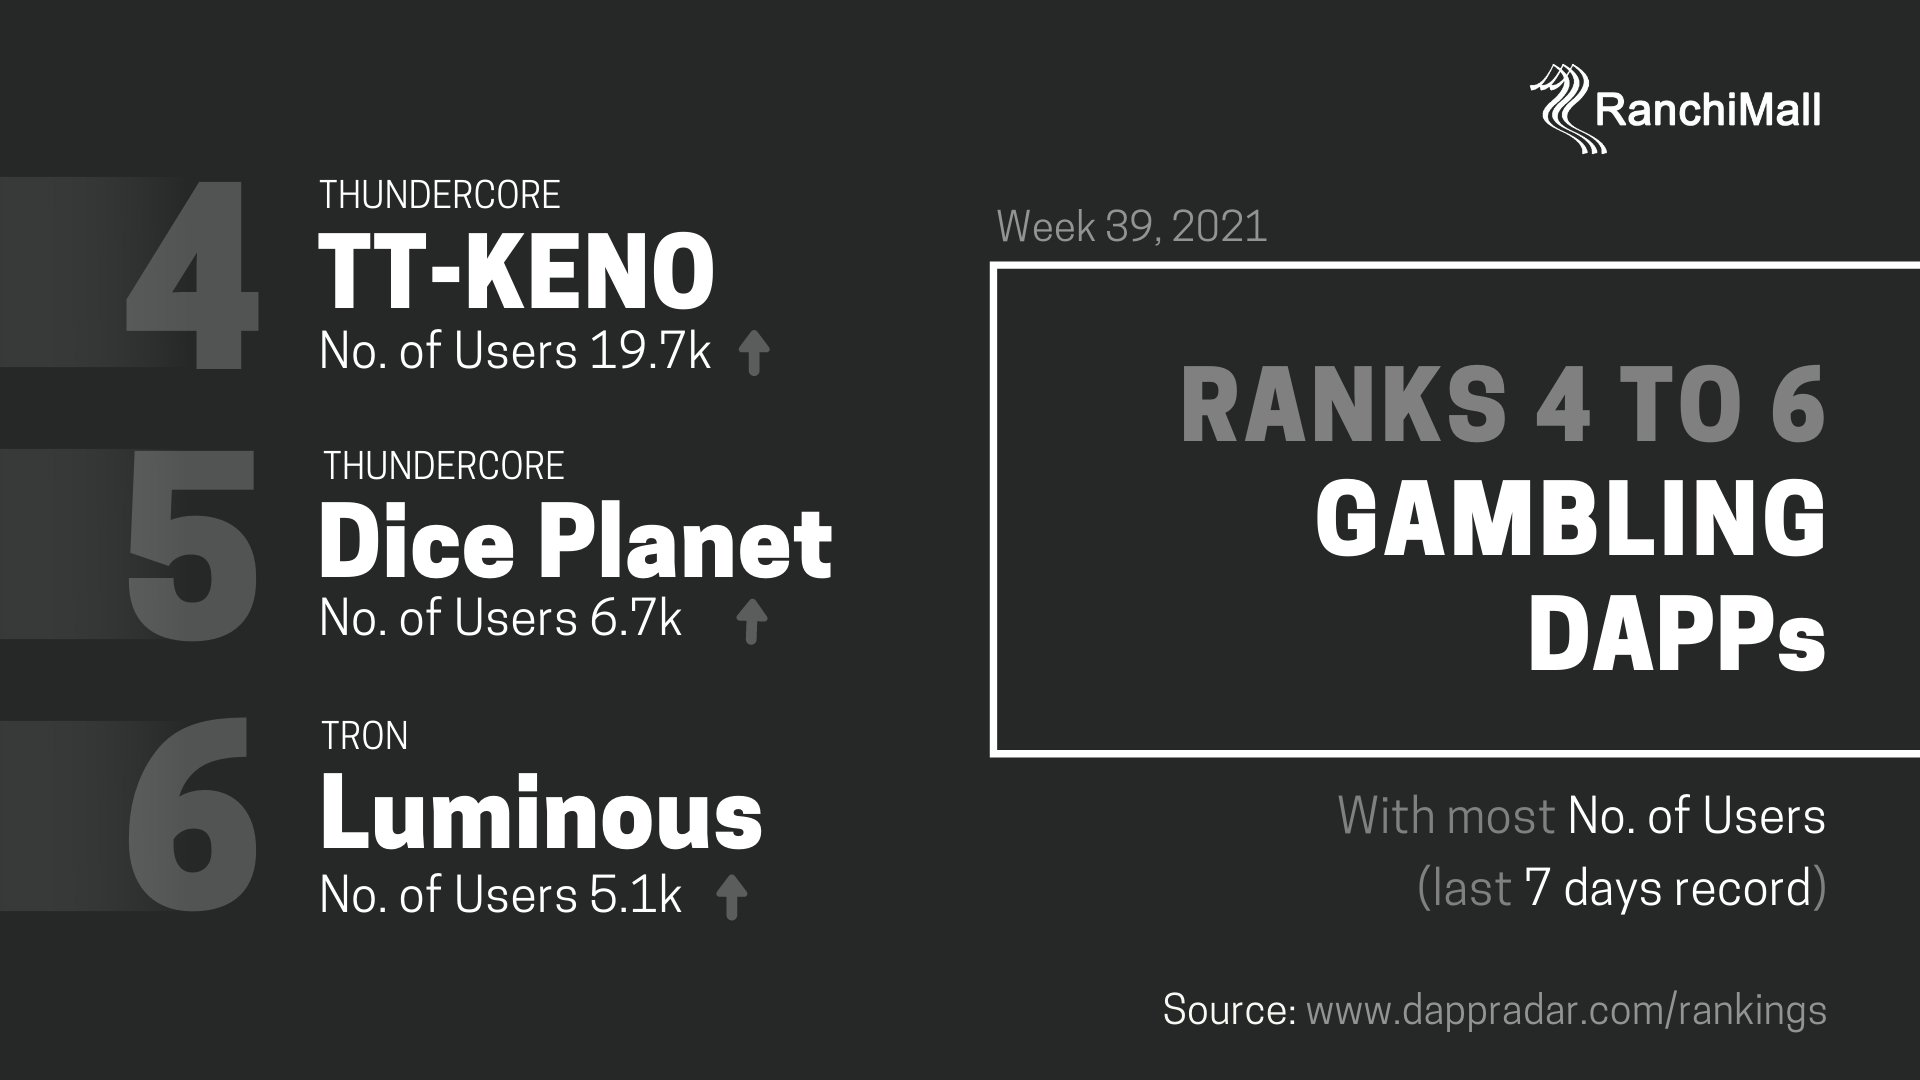 RanchiMall
4
THUNDERCORE
TT-KENO
No. of Users 19.7k
5
THUNDERCORE
Dice Planet
No. of Users 6.7k
6
TRON
Luminous
No. of Users 5.1k
Week 39, 2021
RANKS 4 TO 6
GAMBLING
DAPPs
With most No. of Users
(last 7 days record)
Source: www.dappradar.com/rankings